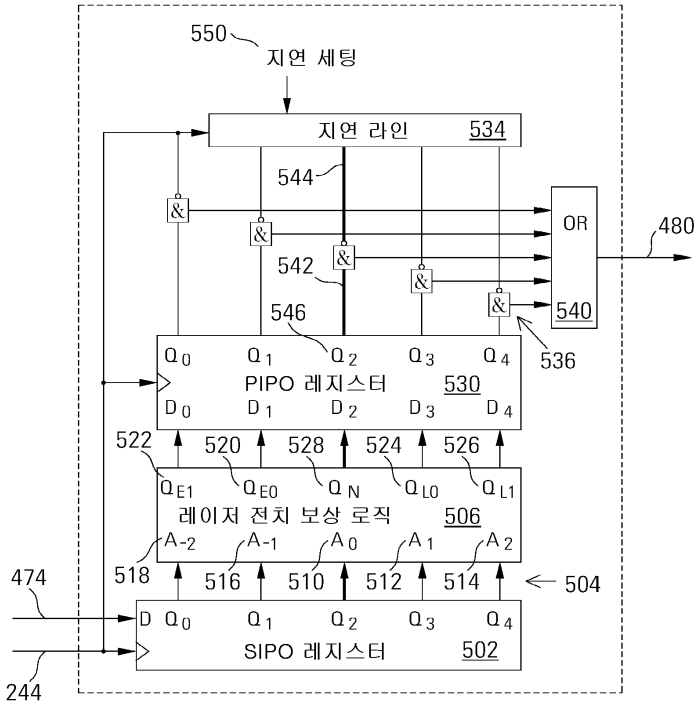 550
지연 세팅
지연 라인 534
544
& & & & &
OR
540
480
542
546
536
Q0 Q1 Q2 Q3 Q4
PIPO 레지스터 530
D0 D1 D2 D3 D4
522 520 528 524 526
QE1 QE0 QN QL0 QL1
레이저 전치 보상 로직 506
A-2 A-1 A0 A1 A2
518 516 510 512 514
504
474
D Q0 Q1 Q2 Q3 Q4
SIPO 레지스터 502
244